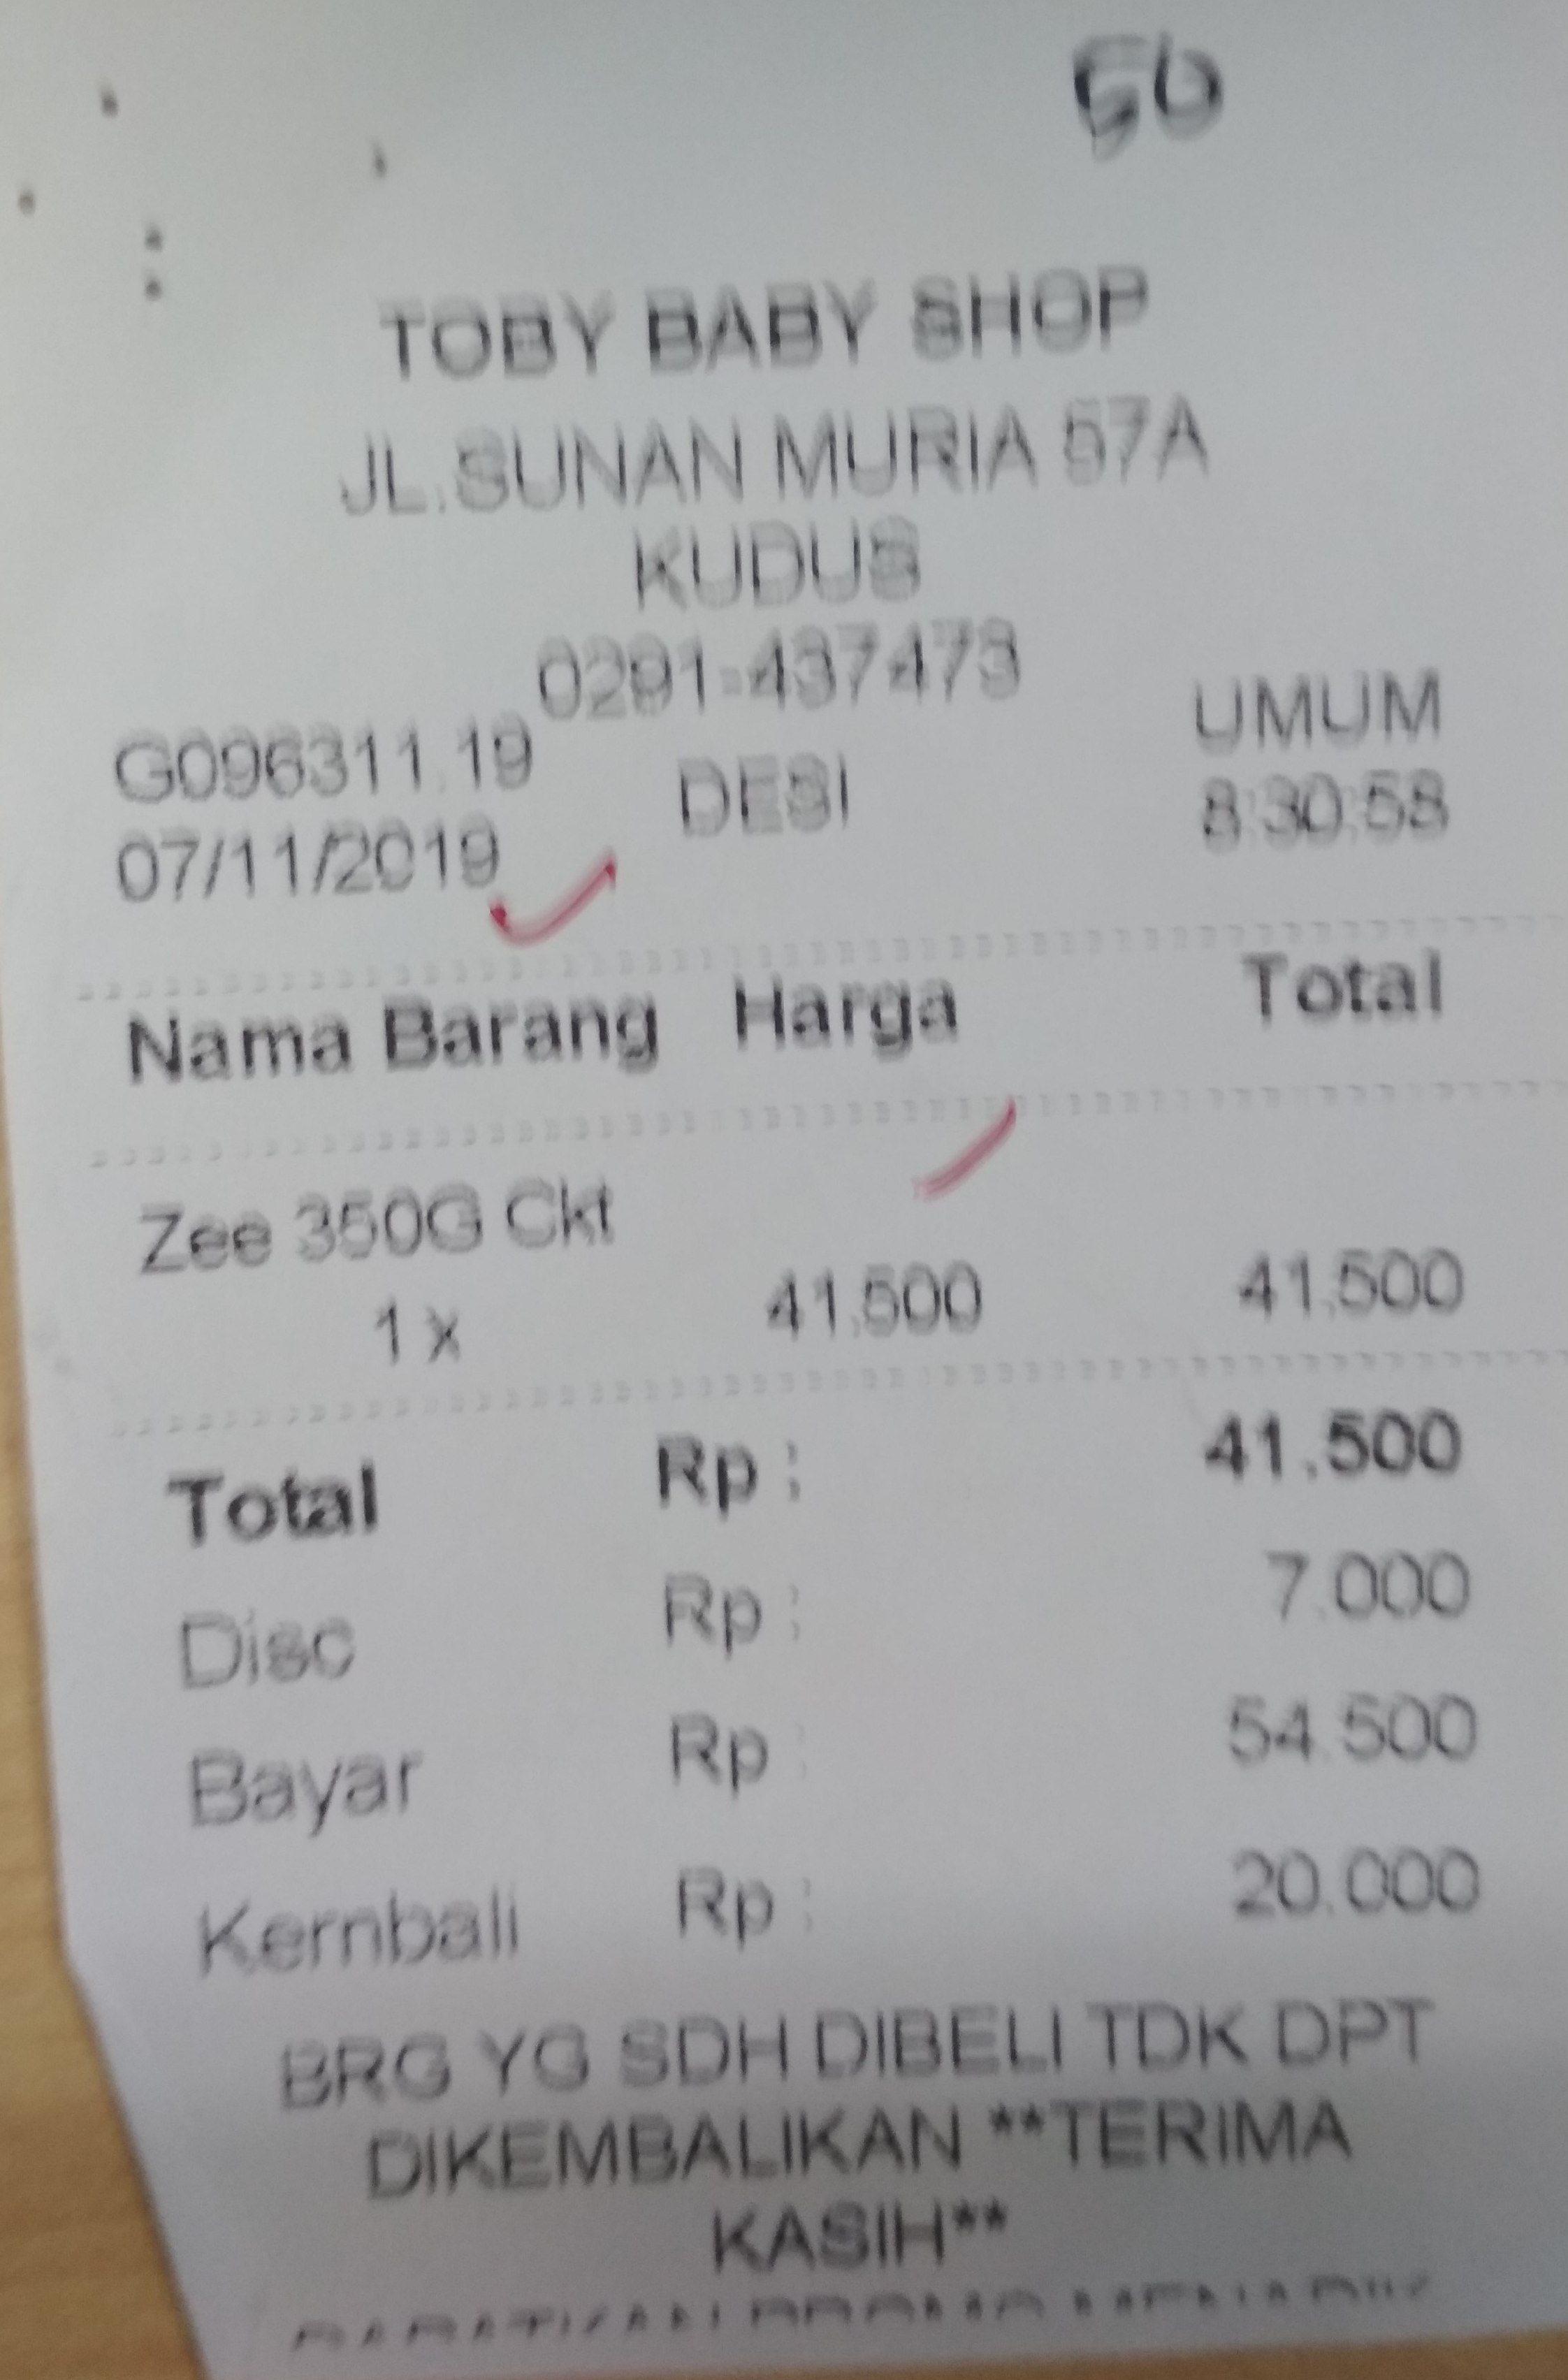 50
TOBY BABY SHOP
JL.SUNAN MURIA 57A
KUDUS
0291-437473
G096311.19 DESI UMUM
07/11/2019 8:30:58
Nama Barang Harga Total
Zee 350G Ckt
1 x 41.500 41.500
Total Rp : 41.500
Disc Rp : 7.000
Bayar Rp : 54.500
Kembali Rp : 20.000
BRG YG SDH DIBELI TDK DPT
DIKEMBALIKAN **TERIMA
KASIH**